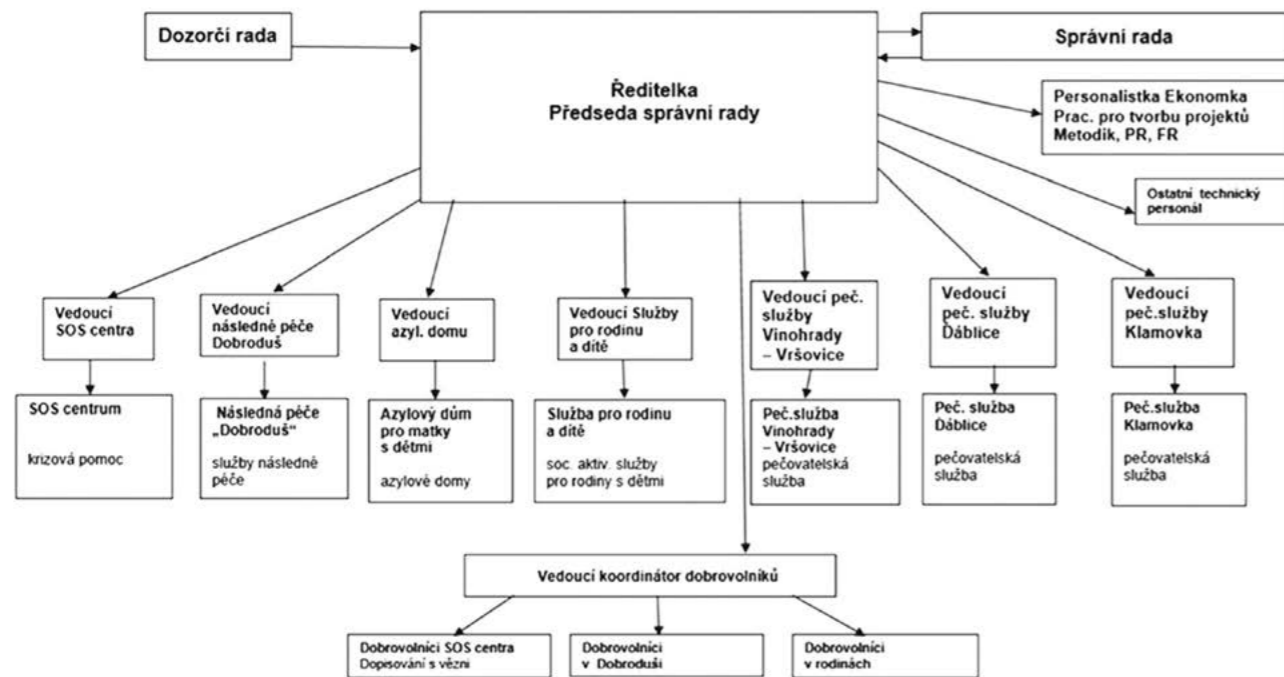 Dozorčí rada
Ředitelka
Předseda správní rady
Správní rada
Personalistka Ekonomka
Prac. pro tvorbu projektů
Metodik, PR, FR
Ostatní technický
personál
Vedoucí
SOS centra
Vedoucí
následné péče
Dobroduš
Vedoucí
azyl. domu
Vedoucí Služby
pro rodinu
a dítě
Vedoucí peč.
služby
Vinohrady
– Vršovice
Vedoucí
peč. služby
Ďáblice
Vedoucí
peč.služby
Klamovka
SOS centrum
krizová pomoc
Následná péče
„Dobroduš“
služby následné
péče
Azylový dům
pro matky
s dětmi
azylové domy
Služba pro rodinu
a dítě
soc. aktiv. služby
pro rodiny s dětmi
Peč.služba
Vinohrady
– Vršovice
pečovatelská
služba
Peč. služba
Ďáblice
pečovatelská
služba
Peč.služba
Klamovka
pečovatelská
služba
Vedoucí koordinátor dobrovolníků
Dobrovolníci SOS centra
Dopisování s vězni
Dobrovolníci
v Dobroduši
Dobrovolníci
v rodinách